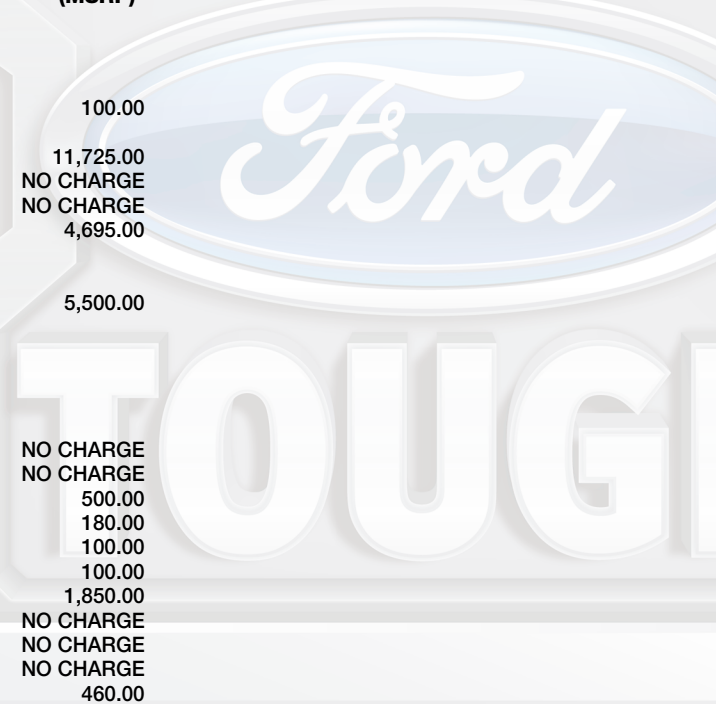 100.00
Ford
11,725.00
NO CHARGE
NO CHARGE
4,695.00
5,500.00
TOUG
NO CHARGE
NO CHARGE
500.00
180.00
100.00
100.00
1,850.00
NO CHARGE
NO CHARGE
NO CHARGE
460.00